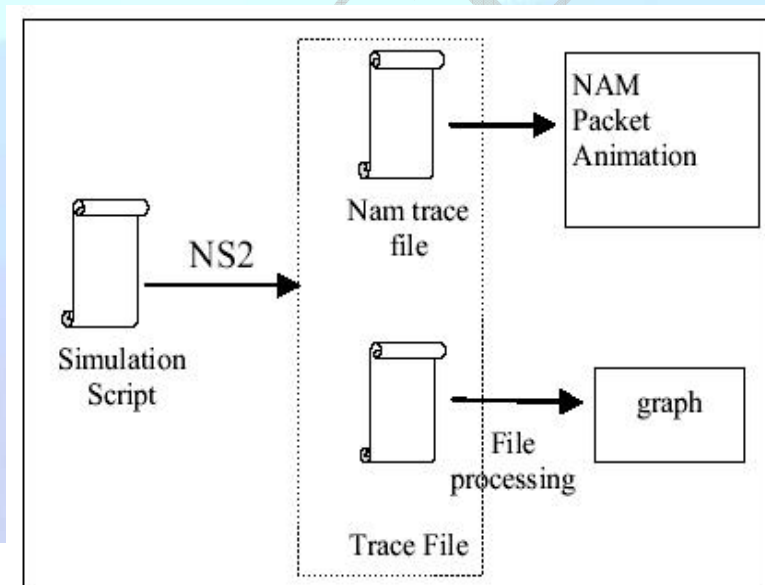 NAM
Packet
Animation
Nam trace
file
NS2
Simulation
Script
graph
File
processing
Trace File